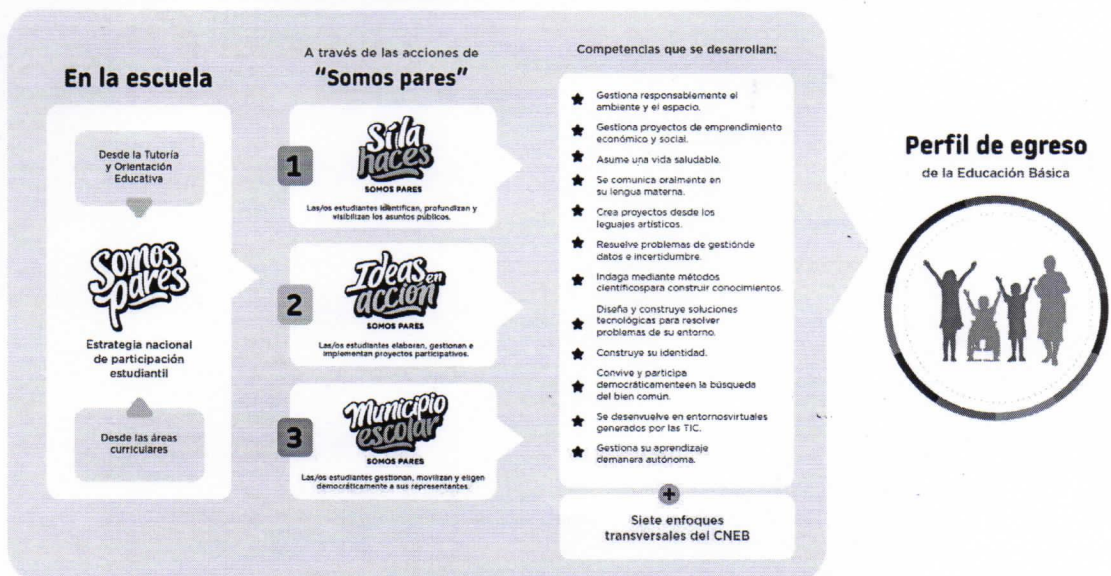 En la escuela
Desde la Tutoría
y Orientación
Educativa
Somos
pares
Estrategia nacional
de participación
estudiantil
Desde las áreas
curriculares
A través de las acciones de
"Somos pares"
1
Sí la
haces
SOMOS PARES
Las/os estudiantes identifican, profundizan y
visibilizan los asuntos públicos.
2
Ideas en
acción
SOMOS PARES
Las/os estudiantes elaboran, gestionan e
implementan proyectos participativos.
3
Municipio
escolar
SOMOS PARES
Las/os estudiantes gestionan, movilizan y eligen
democráticamente a sus representantes.
Competencias que se desarrollan:
Gestiona responsablemente el
ambiente y el espacio.
Gestiona proyectos de emprendimiento
económico y social.
Asume una vida saludable.
Se comunica oralmente en
su lengua materna.
Crea proyectos desde los
leguajes artísticos.
Resuelve problemas de gestiónde
datos e incertidumbre.
Indaga mediante métodos
científicospara construir conocimientos.
Diseña y construye soluciones
tecnológicas para resolver
problemas de su entorno.
Construye su identidad.
Convive y participa
democráticamenteen la búsqueda
del bien común.
Se desenvuelve en entornosvirtuales
generados por las TIC.
Gestiona su aprendizaje
demanera autónoma.
+
Siete enfoques
transversales del CNEB
Perfil de egreso
de la Educación Básica